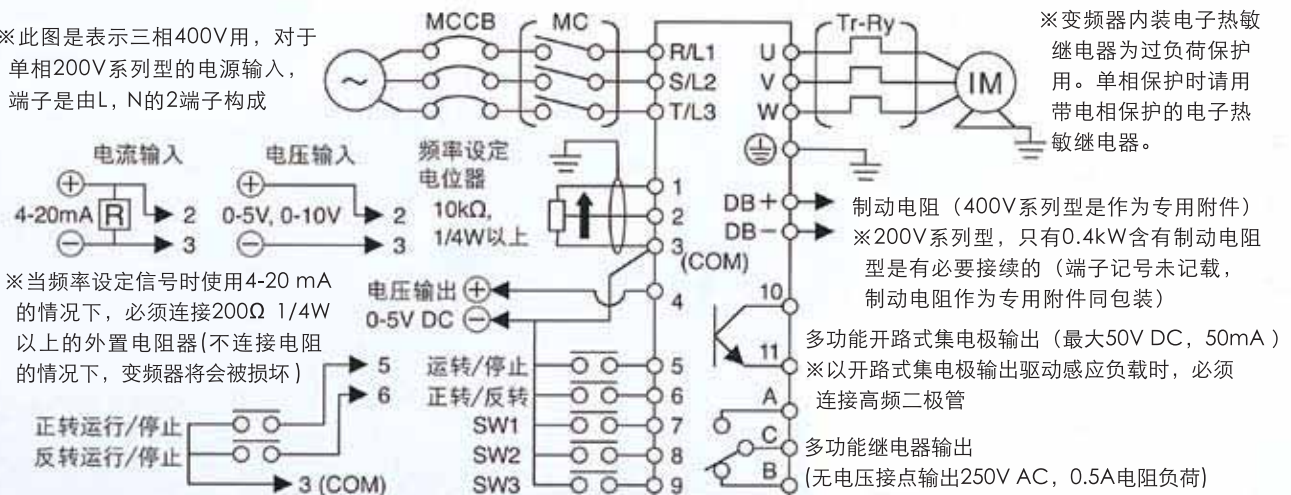 ※此图是表示三相400V用，对于
单相200V系列型的电源输入，
端子是由L，N的2端子构成
MCCB
MC
R/L1
S/L2
T/L3
U
V
W
Tr-Ry
IM
※变频器内装电子热敏
继电器为过负荷保护
用。单相保护时请用
带电相保护的电子热
敏继电器。
电流输入
4-20mA
R
2
3
电压输入
0-5V, 0-10V
2
3
频率设定
电位器
10kΩ,
1/4W以上
1
2
3
(COM)
DB+
DB−
制动电阻（400V系列型是作为专用附件）
※200V系列型，只有0.4kW含有制动电阻
型是有必要接续的（端子记号未记载，
制动电阻作为专用附件同包装）
※当频率设定信号时使用4-20 mA
的情况下，必须连接200Ω 1/4W
以上的外置电阻器(不连接电阻
的情况下，变频器将会被损坏)
电压输出
0-5V DC
4
10
11
多功能开路式集电极输出（最大50V DC，50mA ）
※以开路式集电极输出驱动感应负载时，必须
连接高频二极管
5
6
正转运行/停止
反转运行/停止
3 (COM)
运转/停止
5
正转/反转
6
SW1
7
SW2
8
SW3
9
A
C
B
多功能继电器输出
(无电压接点输出250V AC，0.5A电阻负荷)